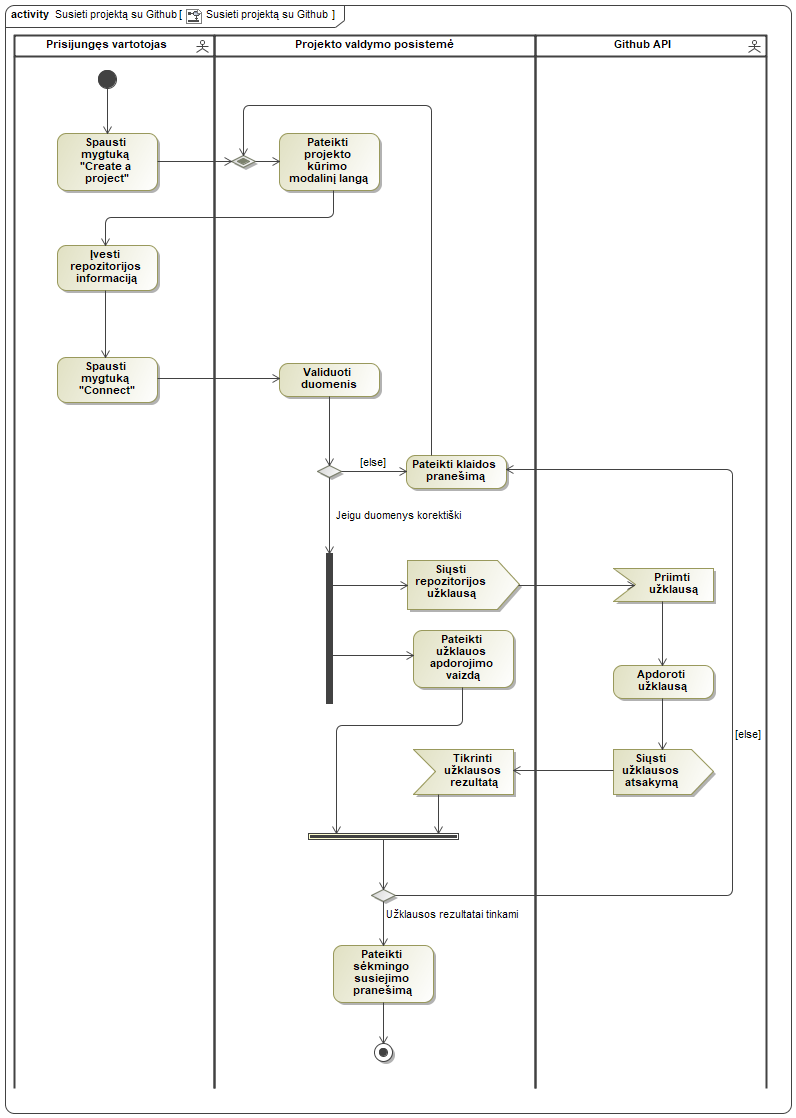 activity Susieti projektą su Github [ Susieti projektą su Github ]
Prisijungęs vartotojas
Projekto valdymo posistemė
Github API
Spausti
mygtuką
"Create a
project"
Pateikti
projekto
kūrimo
modalinį langą
Įvesti
repozitorijos
informaciją
Spausti
mygtuką
"Connect"
Validuoti
duomenis
[else]
Pateikti klaidos
pranešimą
Jeigu duomenys korektiški
Siųsti
repozitorijos
užklausą
Priimti
užklausą
Pateikti
užklauos
apdorojimo
vaizdą
Apdoroti
užklausą
[else]
Tikrinti
užklausos
rezultatą
Siųsti
užklausos
atsakymą
Užklausos rezultatai tinkami
Pateikti
sėkmingo
susiejimo
pranešimą